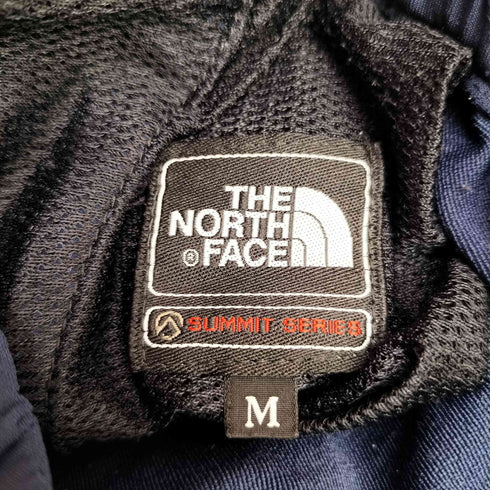 THE
NORTH
® FACE
SUMMIT SERIES
M